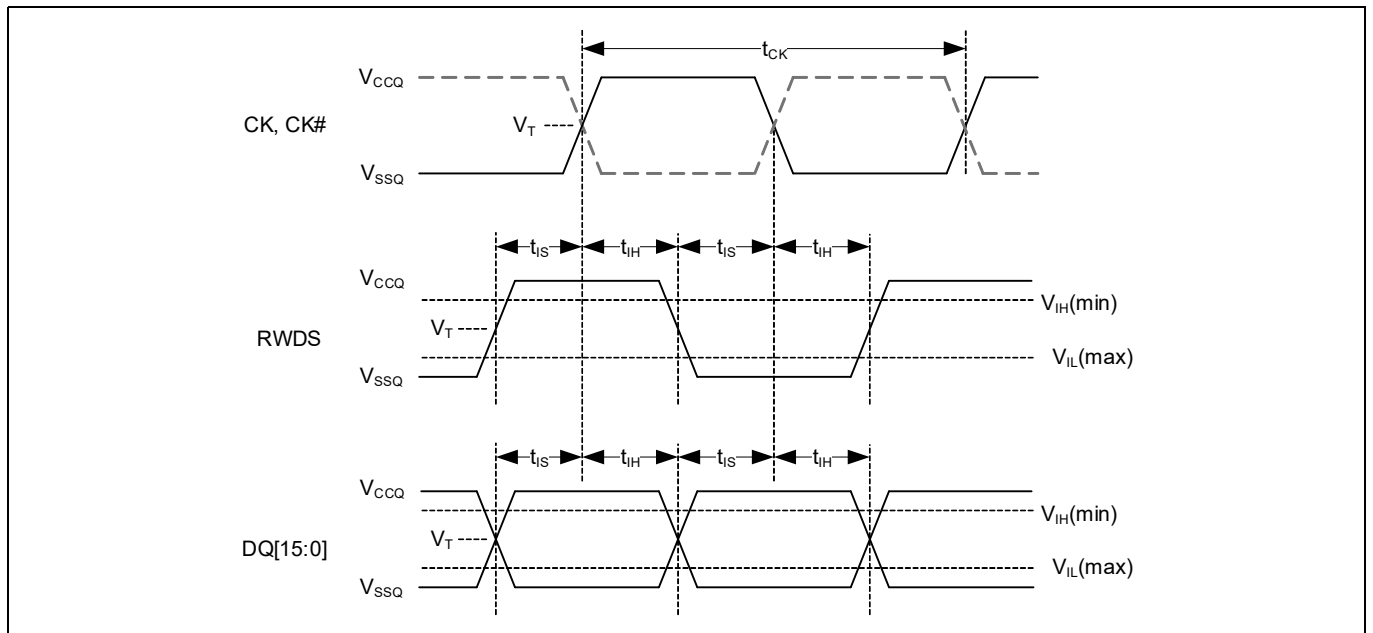 tCK
VCCQ
CK, CK#
VT
VSSQ
tIS tIH tIS tIH
VCCQ
VIH(min)
VT
RWDS
VIL(max)
VSSQ
tIS tIH tIS tIH
VCCQ
VIH(min)
VT
DQ[15:0]
VIL(max)
VSSQ